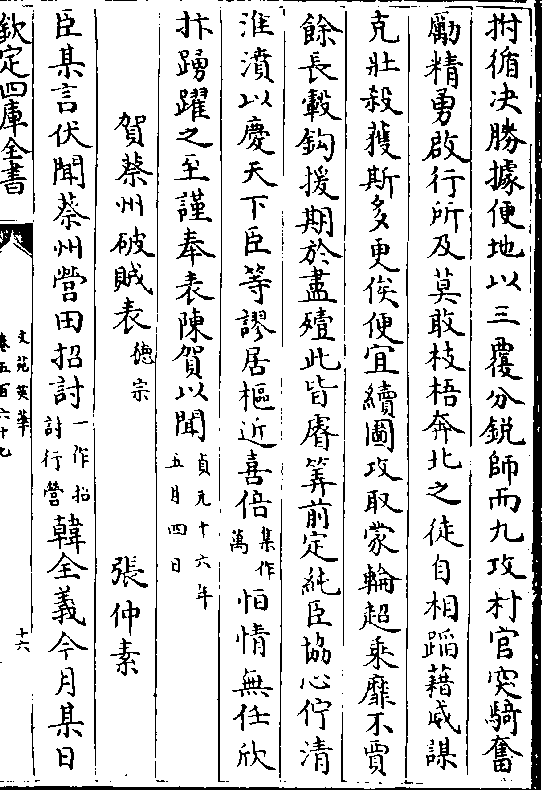 拊循決勝據便地以三覆分鋭師而九攻村官突騎奮
勵精勇啟行所及莫敢枝梧奔北之徒自相蹈藉威謀
克壯殺獲斯多更俟便宜續圖攻取蒙輪超乘靡不賈
餘長轂鈎援期於盡殪此皆睿筭前定純臣協心佇清
淮濆以慶天下臣等謬居樞近喜倍集作萬恒情無任欣
抃踴躍之至謹奉表陳賀以聞貞元十六年五月四日
賀蔡州破賊表德宗 張仲素
臣某言伏聞蔡州營田招討一作招討行營韓全義今月某日
欽定四庫全書
文苑英華
卷五百六十九
十六